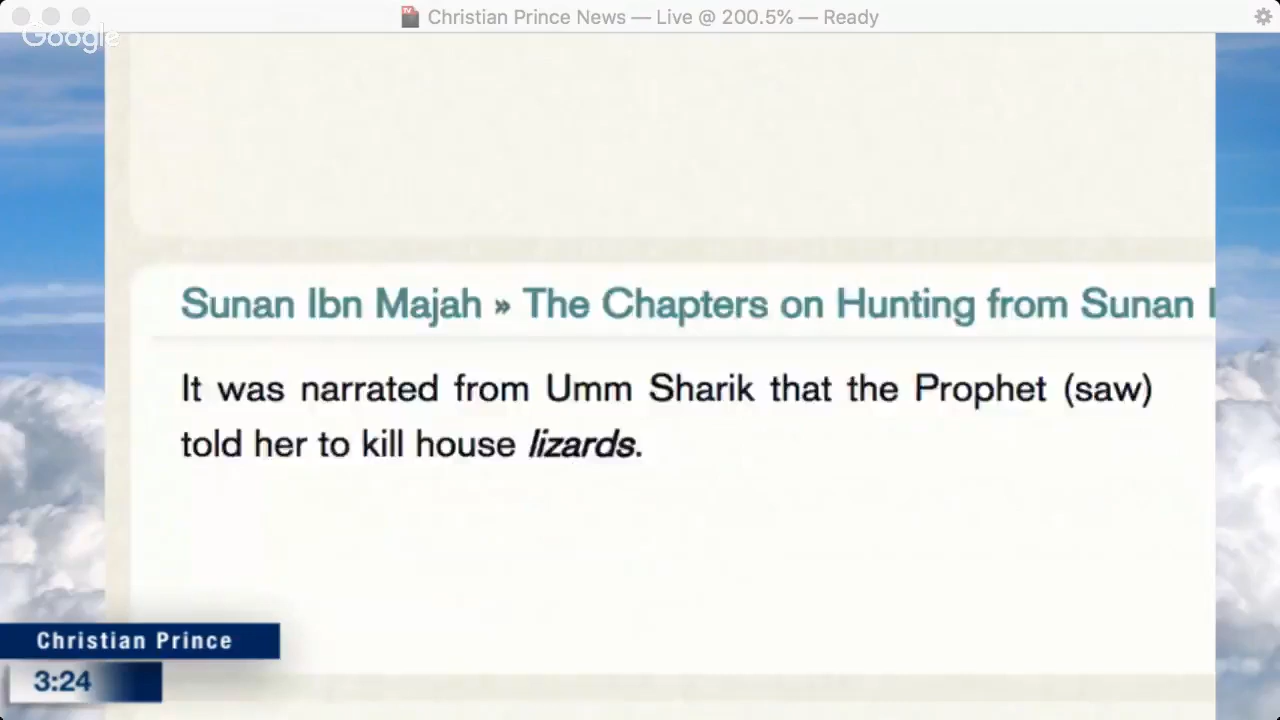 Christian Prince News — Live @ 200.5% — Ready
Google
Sunan Ibn Majah » The Chapters on Hunting from Sunan
It was narrated from Umm Sharik that the Prophet (saw)
told her to kill house lizards.
Christian Prince
3:24